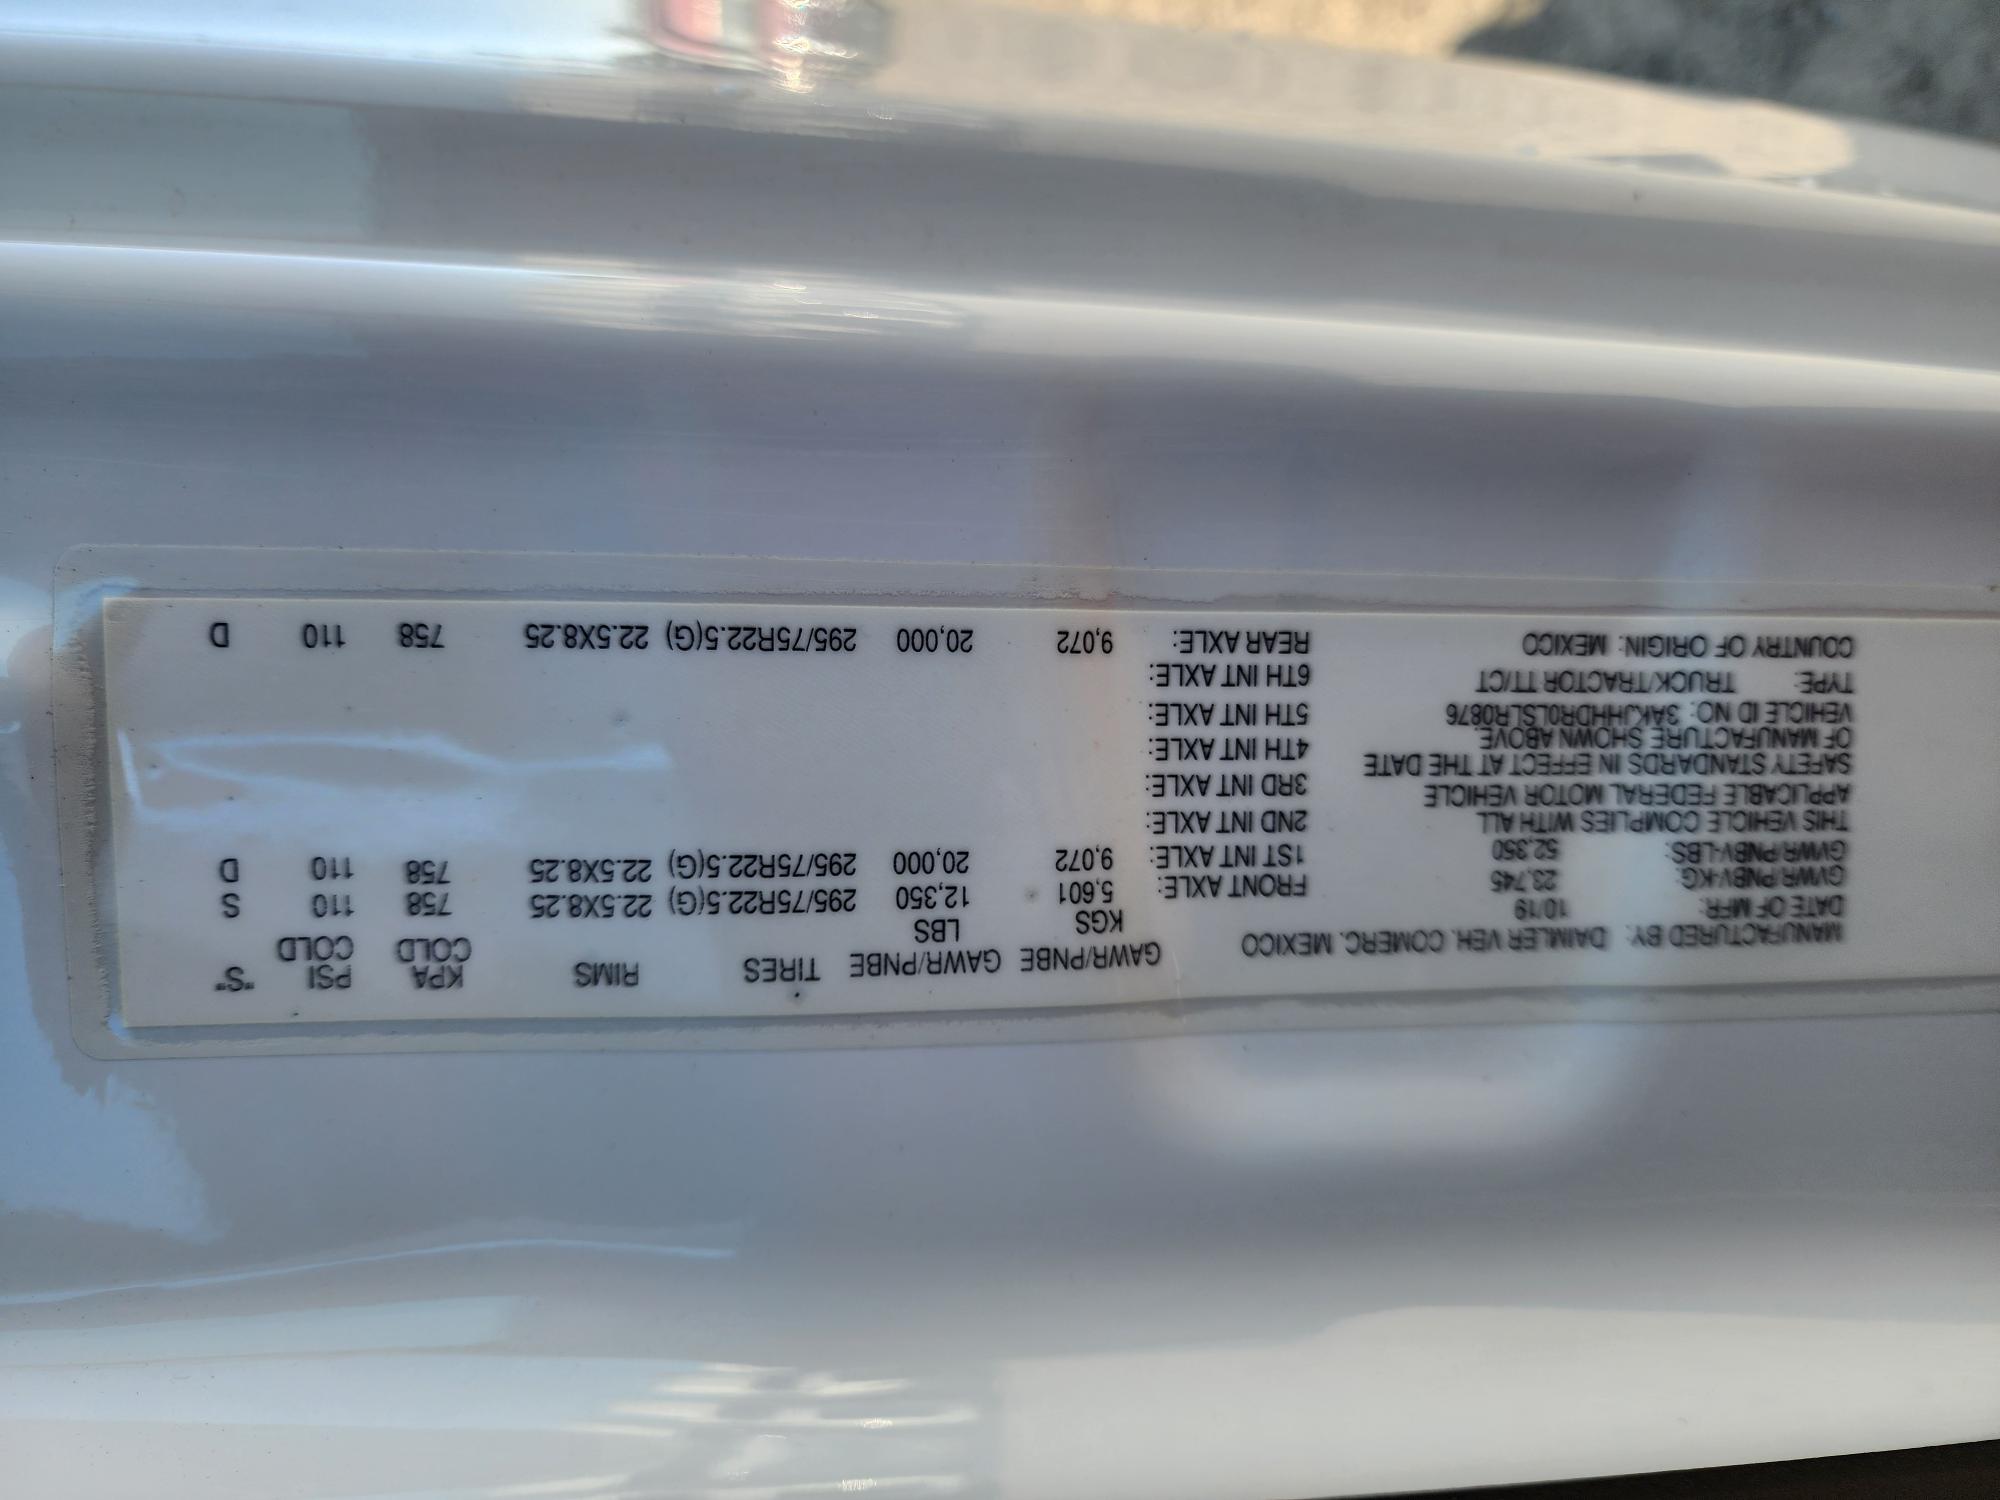 MANUFACTURED BY: DAIMLER VEH. COMERC. MEXICO
DATE OF MFR: 10/19
GVWR/PNBV-KG: 23,745
GVWR/PNBV-LBS: 52,350
THIS VEHICLE COMPLIES WITH ALL
APPLICABLE FEDERAL MOTOR VEHICLE
SAFETY STANDARDS IN EFFECT AT THE DATE
OF MANUFACTURE SHOWN ABOVE.
VEHICLE ID NO: 3AKJHHDR0LSLR0876
TYPE: TRUCK/TRACTOR TT/CT
COUNTRY OF ORIGIN: MEXICO
GAWR/PNBE KGS GAWR/PNBE LBS TIRES RIMS KPA COLD PSI COLD "S"
FRONT AXLE: 5,601 12,350 295/75R22.5(G) 22.5X8.25 758 110 S
1ST INT AXLE: 9,072 20,000 295/75R22.5(G) 22.5X8.25 758 110 D
2ND INT AXLE:
3RD INT AXLE:
4TH INT AXLE:
5TH INT AXLE:
6TH INT AXLE:
REAR AXLE: 9,072 20,000 295/75R22.5(G) 22.5X8.25 758 110 D